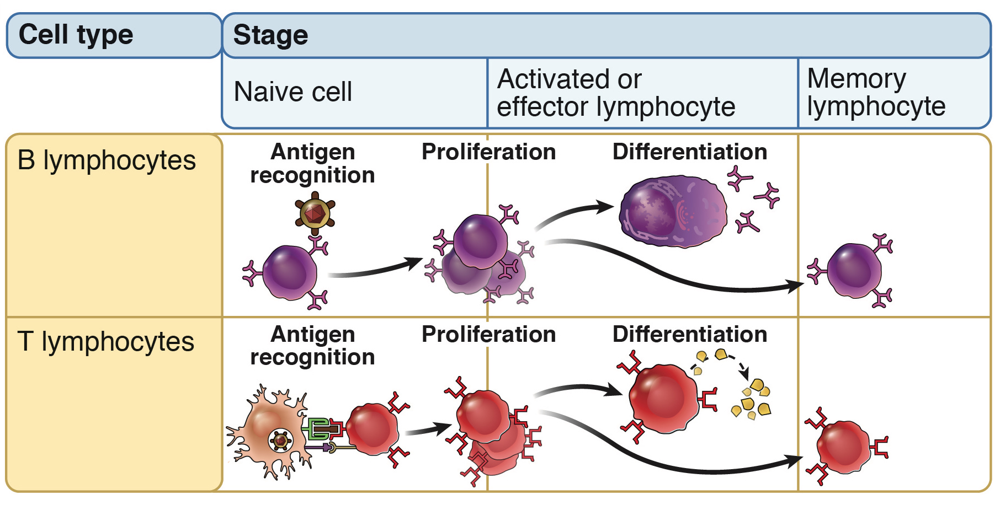 Cell type
Stage
Naive cell
Activated or
effector lymphocyte
Memory
lymphocyte
B lymphocytes
Antigen
recognition
Proliferation
Differentiation
T lymphocytes
Antigen
recognition
Proliferation
Differentiation